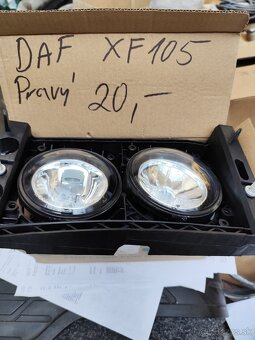 DAF XF105
Pravý 20,-